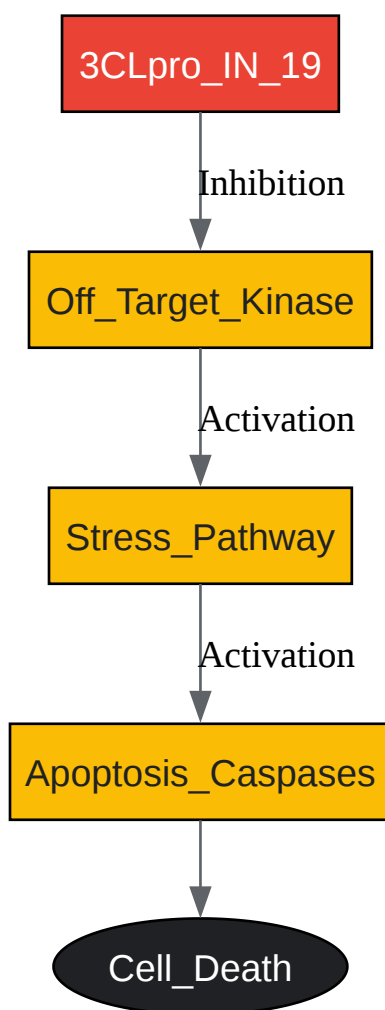 3CLpro_IN_19
Inhibition
Off_Target_Kinase
Activation
Stress_Pathway
Activation
Apoptosis_Caspases
Cell_Death